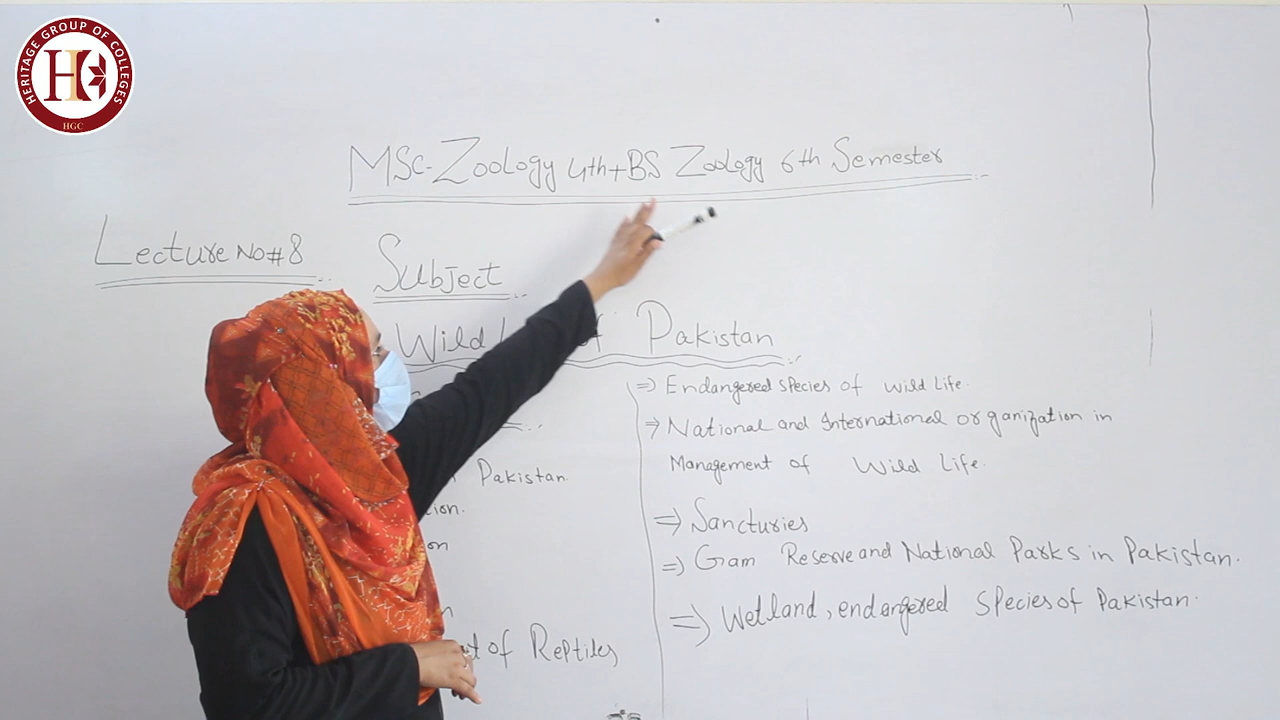 HERITAGE GROUP OF COLLEGES
HGC
MSc-Zoology 4th+BS Zoology 6th Semester
Lecture No#8
Subject
Wild of Pakistan
Pakistan.
of Reptiles
⇒ Endangered species of Wild Life.
⇒ National and International organization in
Management of Wild Life.
⇒ Sancturies
⇒ Gam Reserve and National Parks in Pakistan.
⇒ Wetland, endangered Species of Pakistan.